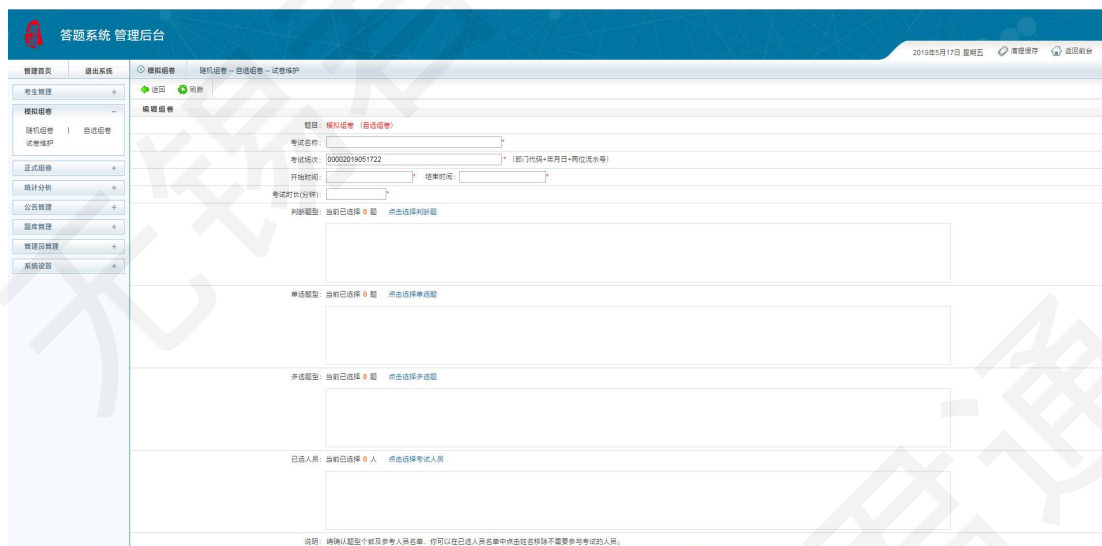 答题系统 管理后台
2019年5月17日 星期五 清理缓存 返回前台
管理首页 退出系统
模拟组卷 随机组卷 -- 自选组卷 -- 试卷维护
考生管理 +
返回 刷新
模拟组卷 −
编辑组卷
随机组卷 | 自选组卷
试卷维护
正式组卷 +
统计分析 +
公告管理 +
题库管理 +
管理员管理 +
系统设置 +
题目: 模拟组卷 (自选组卷)
考试名称: *
考试场次: 00002019051722 * (部门代码+年月日+两位流水号)
开始时间: * 结束时间: *
考试时长(分钟): *
判断题型: 当前已选择 0 题 点击选择判断题
单选题型: 当前已选择 0 题 点击选择单选题
多选题型: 当前已选择 0 题 点击选择多选题
已选人员: 当前已选择 0 人 点击选择考试人员
说明: 请确认题型个数及参考人员名单,你可以在已选人员名单中点击姓名移除不需要参与考试的人员。
无锡君通